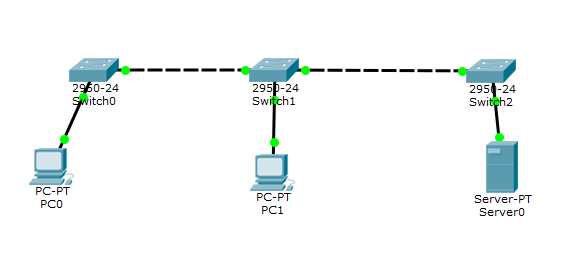 2950-24
Switch0
2950-24
Switch1
2950-24
Switch2
PC-PT
PC0
PC-PT
PC1
Server-PT
Server0